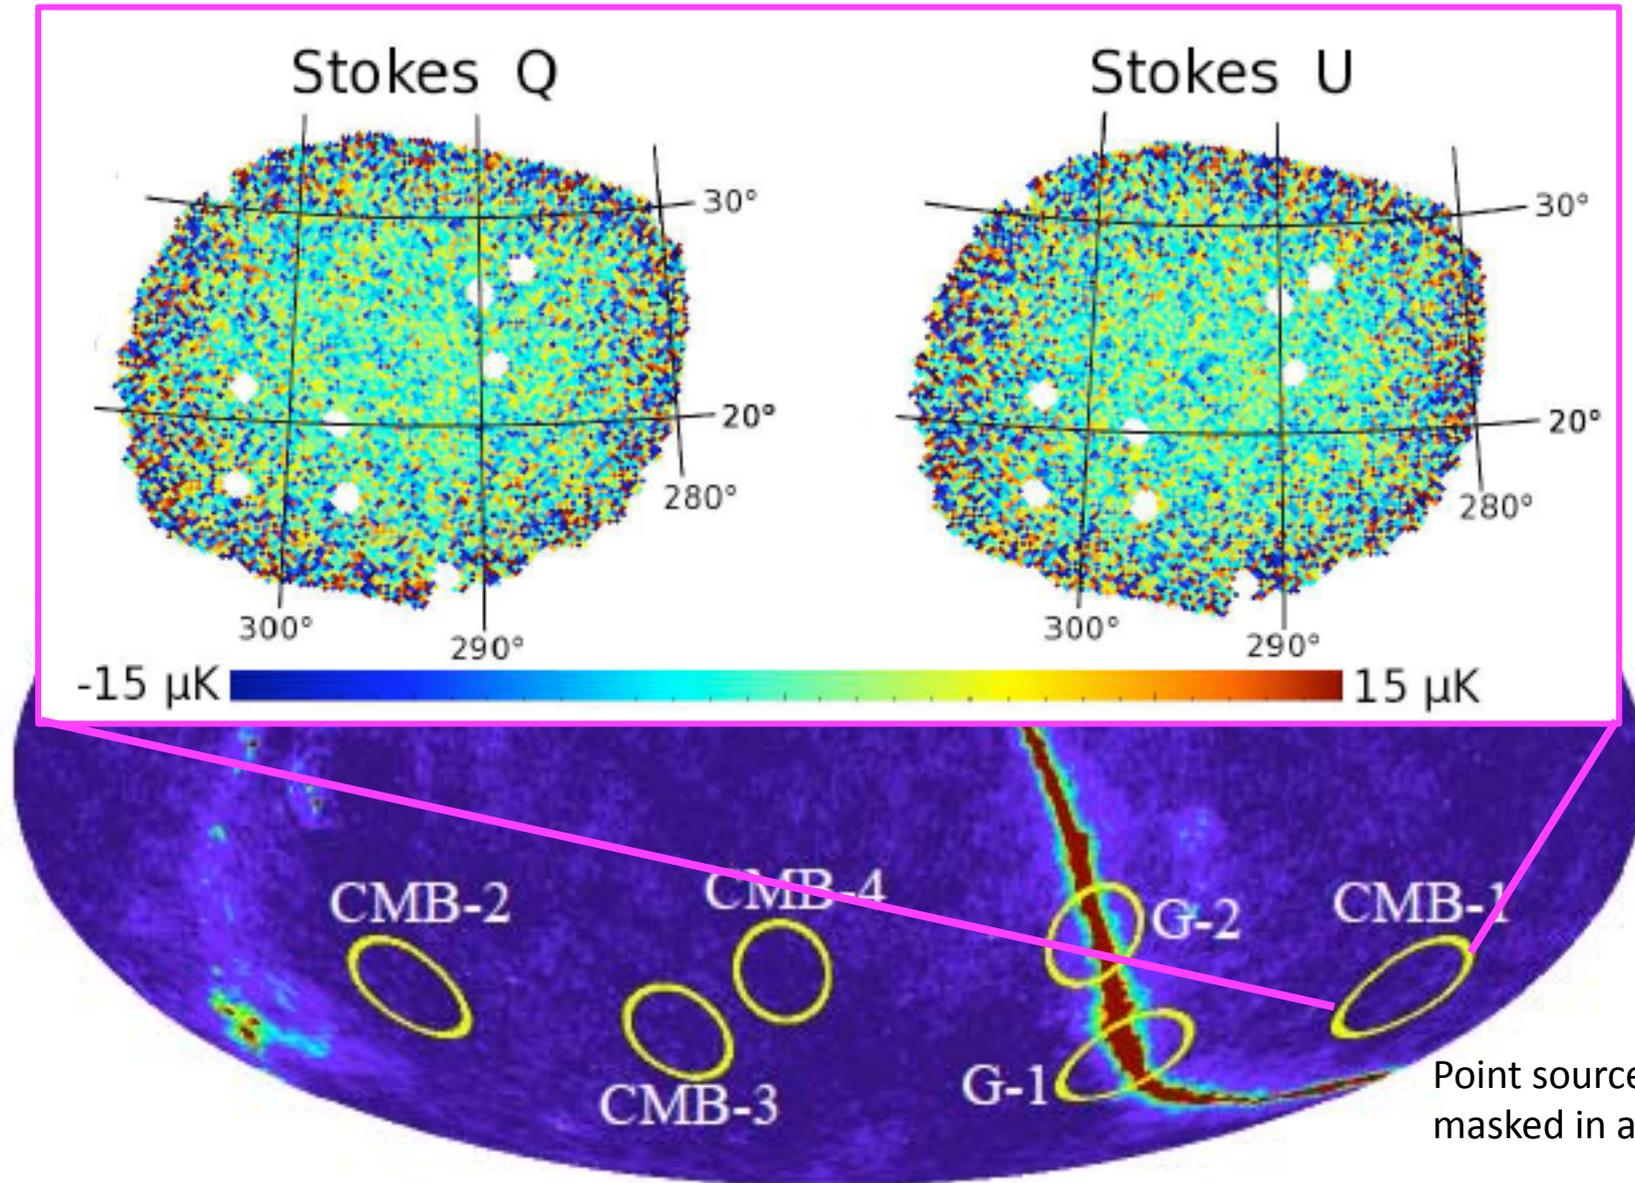 Stokes Q
Stokes U
30°
30°
20°
20°
280°
280°
300°
290°
300°
290°
-15 µK
15 µK
CMB-2
CMB-4
G-2
CMB-1
G-1
CMB-3
Point source
masked in a